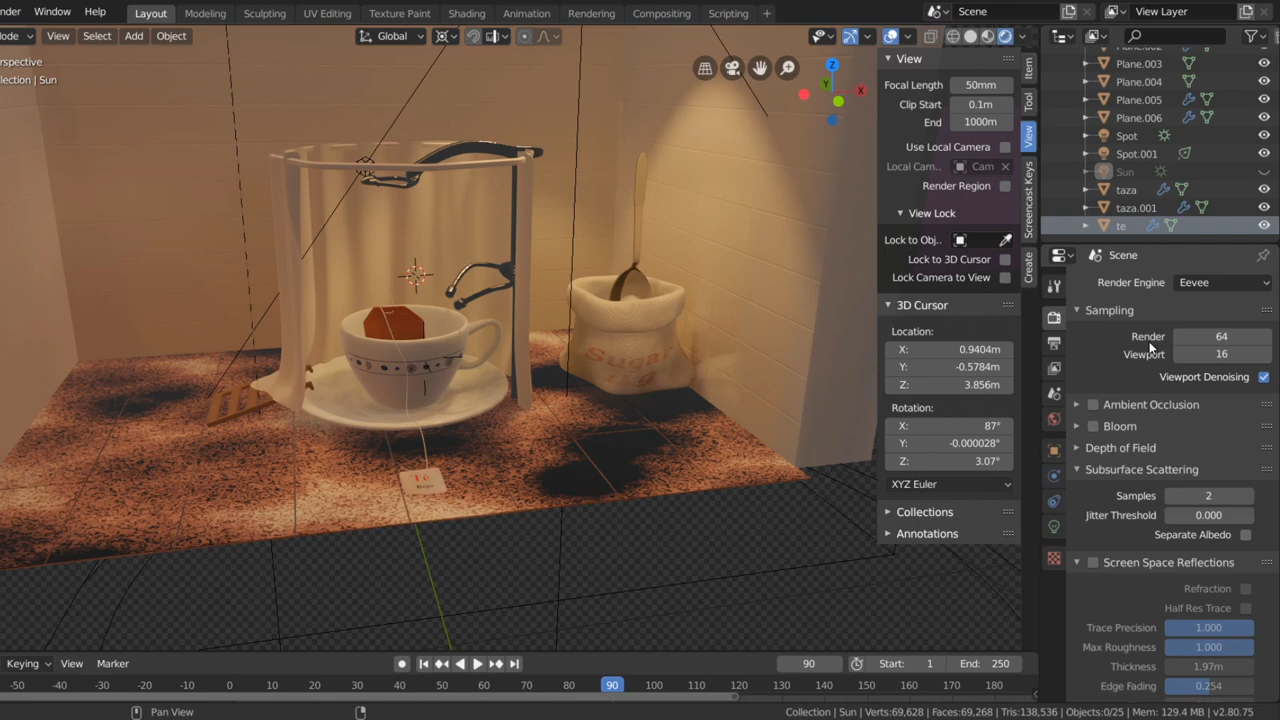 nder Window Help Layout Modeling Sculpting UV Editing Texture Paint Shading Animation Rendering Compositing Scripting + Scene View Layer
ode View Select Add Object Global
spective
llection | Sun
View
Focal Length 50mm
Clip Start 0.1m
End 1000m
Use Local Camera
Local Cam.. Cam
Render Region
View Lock
Lock to Obj..
Lock to 3D Cursor
Lock Camera to View
3D Cursor
Location:
X: 0.9404m
Y: -0.5784m
Z: 3.856m
Rotation:
X: 87°
Y: -0.000028°
Z: 3.07°
XYZ Euler
Collections
Annotations
Item
Tool
View
Screencast Keys
Create
Z
Y
X
Sugar
Té
Plane.002
Plane.003
Plane.004
Plane.005
Plane.006
Spot
Spot.001
Sun
taza
taza.001
te
Scene
Render Engine Eevee
Sampling
Render 64
Viewport 16
Viewport Denoising
Ambient Occlusion
Bloom
Depth of Field
Subsurface Scattering
Samples 2
Jitter Threshold 0.000
Separate Albedo
Screen Space Reflections
Refraction
Half Res Trace
Trace Precision 1.000
Max Roughness 1.000
Thickness 1.97m
Edge Fading 0.254
Keying View Marker 90 Start: 1 End: 250
-50 -40 -30 -20 -10 0 10 20 30 40 50 60 70 80 90 100 110 120 130 140 150 160 170 180
Pan View
Collection | Sun | Verts:69,628 | Faces:69,268 | Tris:138,536 | Objects:0/25 | Mem: 129.4 MB | v2.80.75